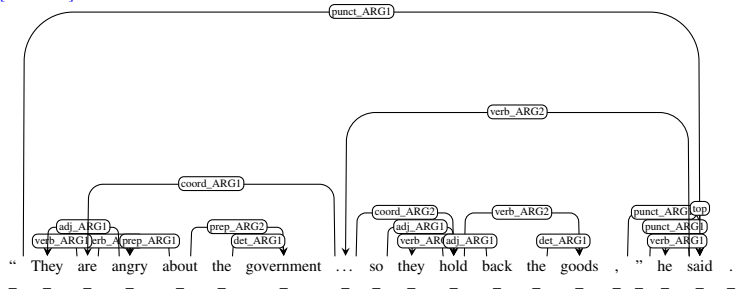 punct_ARG1
verb_ARG2
coord_ARG1
coord_ARG2 verb_ARG2 punct_ARG1 top
adj_ARG1 prep_ARG2 adj_ARG1 punct_ARG1
verb_ARG1 prep_ARG1 det_ARG1 adj_ARG1 det_ARG1 verb_ARG1
“ They are angry about the government … so they hold back the goods , ” he said .